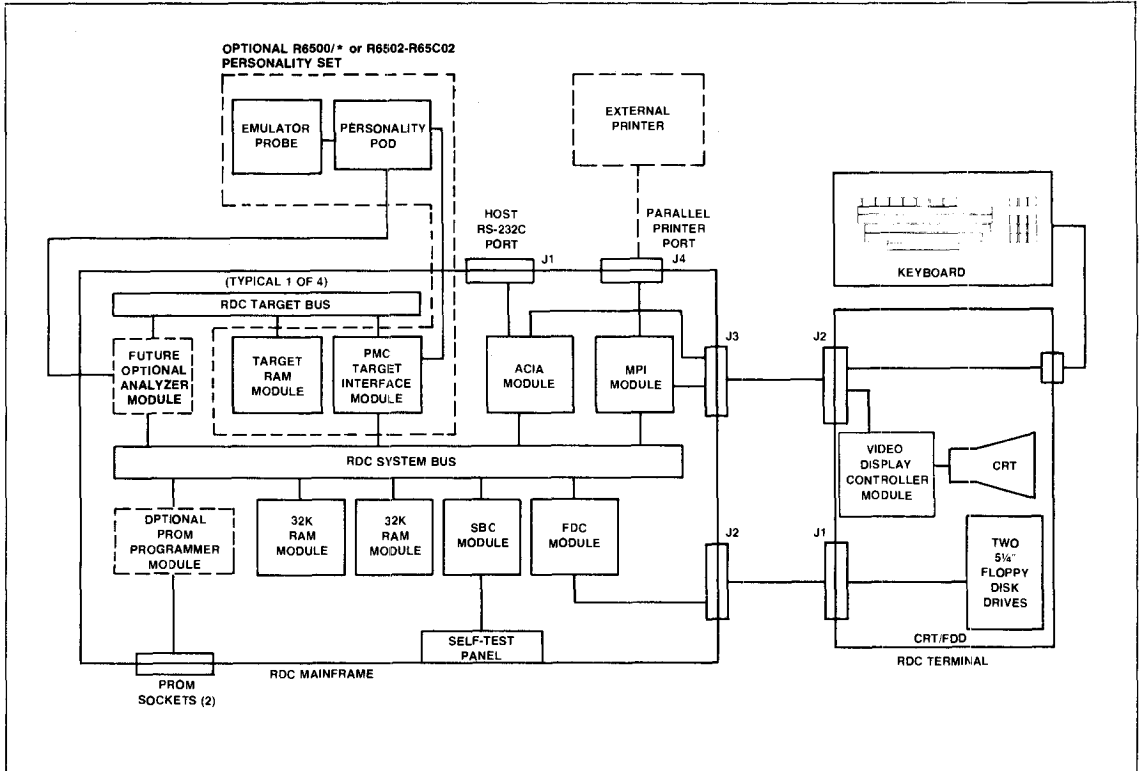 OPTIONAL R6500/* or R6502-R65C02
PERSONALITY SET
EMULATOR
PROBE
PERSONALITY
POD
EXTERNAL
PRINTER
HOST
RS-232C
PORT
J1
PARALLEL
PRINTER
PORT
J4
KEYBOARD
(TYPICAL 1 OF 4)
RDC TARGET BUS
FUTURE
OPTIONAL
ANALYZER
MODULE
TARGET
RAM
MODULE
PMC
TARGET
INTERFACE
MODULE
ACIA
MODULE
MPI
MODULE
J3
J2
VIDEO
DISPLAY
CONTROLLER
MODULE
CRT
RDC SYSTEM BUS
OPTIONAL
PROM
PROGRAMMER
MODULE
32K
RAM
MODULE
32K
RAM
MODULE
SBC
MODULE
FDC
MODULE
J2
J1
TWO
5¼"
FLOPPY
DISK
DRIVES
SELF-TEST
PANEL
CRT/FDD
RDC TERMINAL
RDC MAINFRAME
PROM
SOCKETS (2)